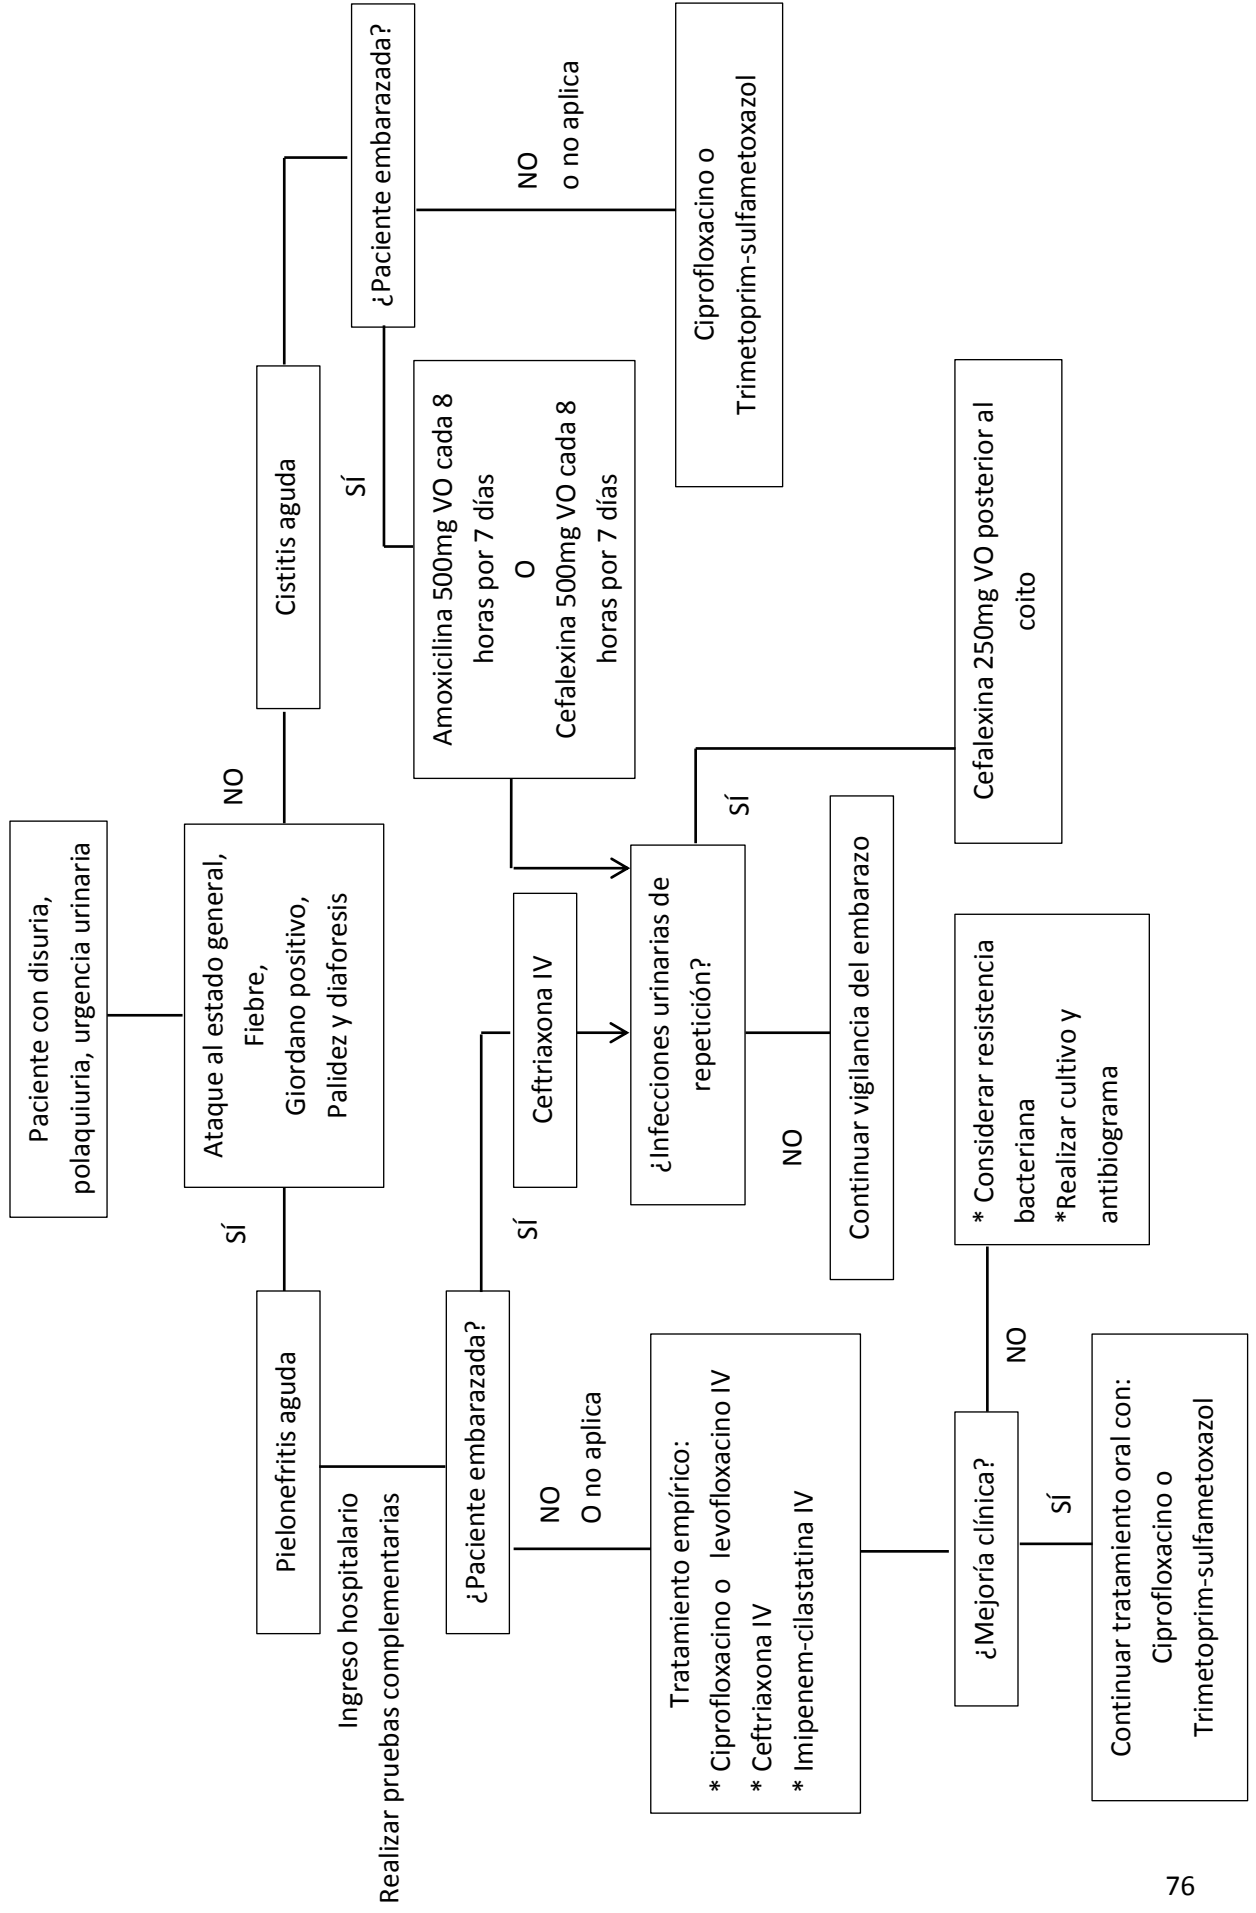 Paciente con disuria,
polaquiuria, urgencia urinaria
Ataque al estado general,
Fiebre,
Giordano positivo,
Palidez y diaforesis
SÍ
NO
Pielonefritis aguda
Cistitis aguda
Ingreso hospitalario
Realizar pruebas complementarias
¿Paciente embarazada?
SÍ
NO
O no aplica
Ceftriaxona IV
¿Paciente embarazada?
SÍ
NO
o no aplica
Amoxicilina 500mg VO cada 8
horas por 7 días
O
Cefalexina 500mg VO cada 8
horas por 7 días
Ciprofloxacino o
Trimetoprim-sulfametoxazol
Tratamiento empírico:
* Ciprofloxacino o levofloxacino IV
* Ceftriaxona IV
* Imipenem-cilastatina IV
¿Infecciones urinarias de
repetición?
NO
SÍ
Continuar vigilancia del embarazo
Cefalexina 250mg VO posterior al
coito
¿Mejoría clínica?
NO
SÍ
* Considerar resistencia
bacteriana
*Realizar cultivo y
antibiograma
Continuar tratamiento oral con:
Ciprofloxacino o
Trimetoprim-sulfametoxazol
76